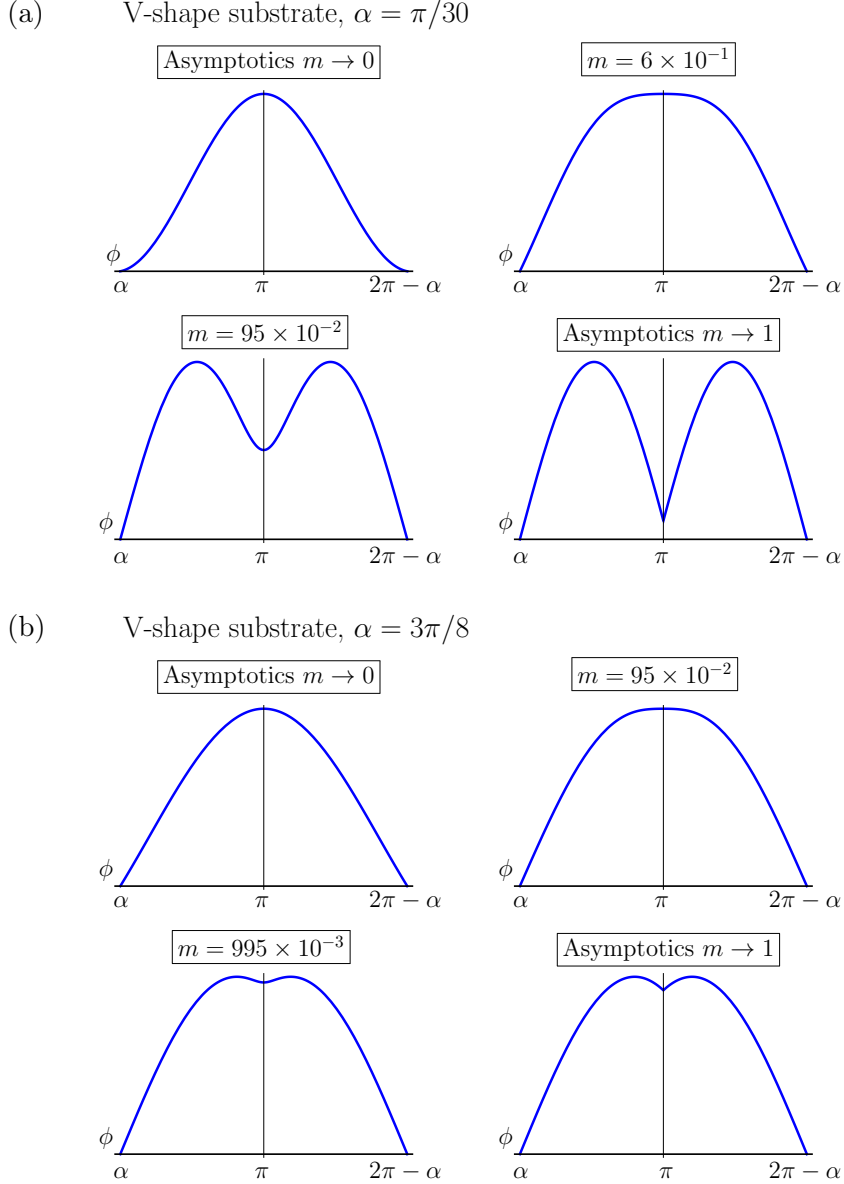 (a) V-shape substrate, α = π/30
Asymptotics m → 0
m = 6 × 10⁻¹
ϕ
α π 2π − α
ϕ
α π 2π − α
m = 95 × 10⁻²
Asymptotics m → 1
ϕ
α π 2π − α
ϕ
α π 2π − α
(b) V-shape substrate, α = 3π/8
Asymptotics m → 0
m = 95 × 10⁻²
ϕ
α π 2π − α
ϕ
α π 2π − α
m = 995 × 10⁻³
Asymptotics m → 1
ϕ
α π 2π − α
ϕ
α π 2π − α